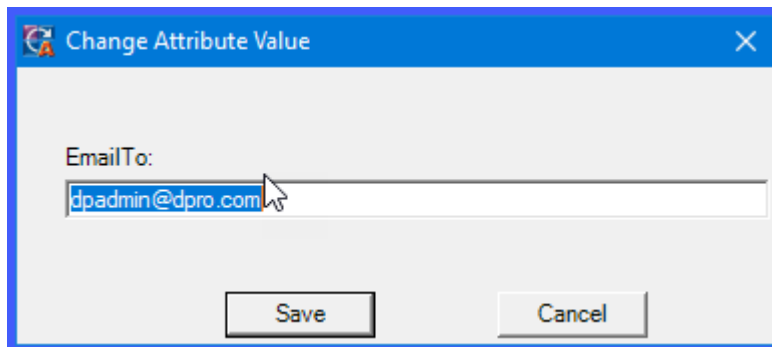 Change Attribute Value
EmailTo:
dpadmin@dpro.com
Save Cancel